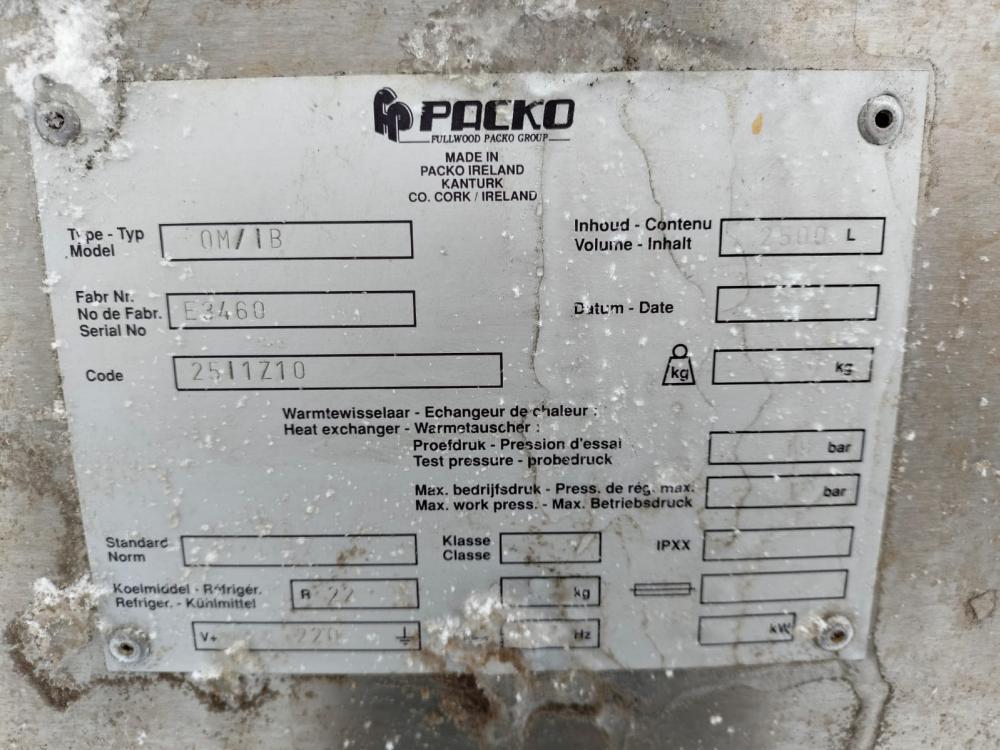 PACKO
FULLWOOD PACKO GROUP
MADE IN
PACKO IRELAND
KANTURK
CO. CORK / IRELAND
Type - Typ
Model
OM/IB
Inhoud - Contenu
Volume - Inhalt
2500 L
Fabr Nr.
No de Fabr.
Serial No
E3460
Datum - Date
Code
2511Z10
kg
kg
Warmtewisselaar - Echangeur de chaleur :
Heat exchanger - Warmetauscher :
Proefdruk - Pression d'essai
Test pressure - probedruck
bar
Max. bedrijfsdruk - Press. de rég. max.
Max. work press. - Max. Betriebsdruck
bar
Standard
Norm
Klasse
Classe
IPXX
Koelmiddel - Réfrigér.
Refriger. - Kühlmittel
R 22
kg
V+ 220
Hz
kW